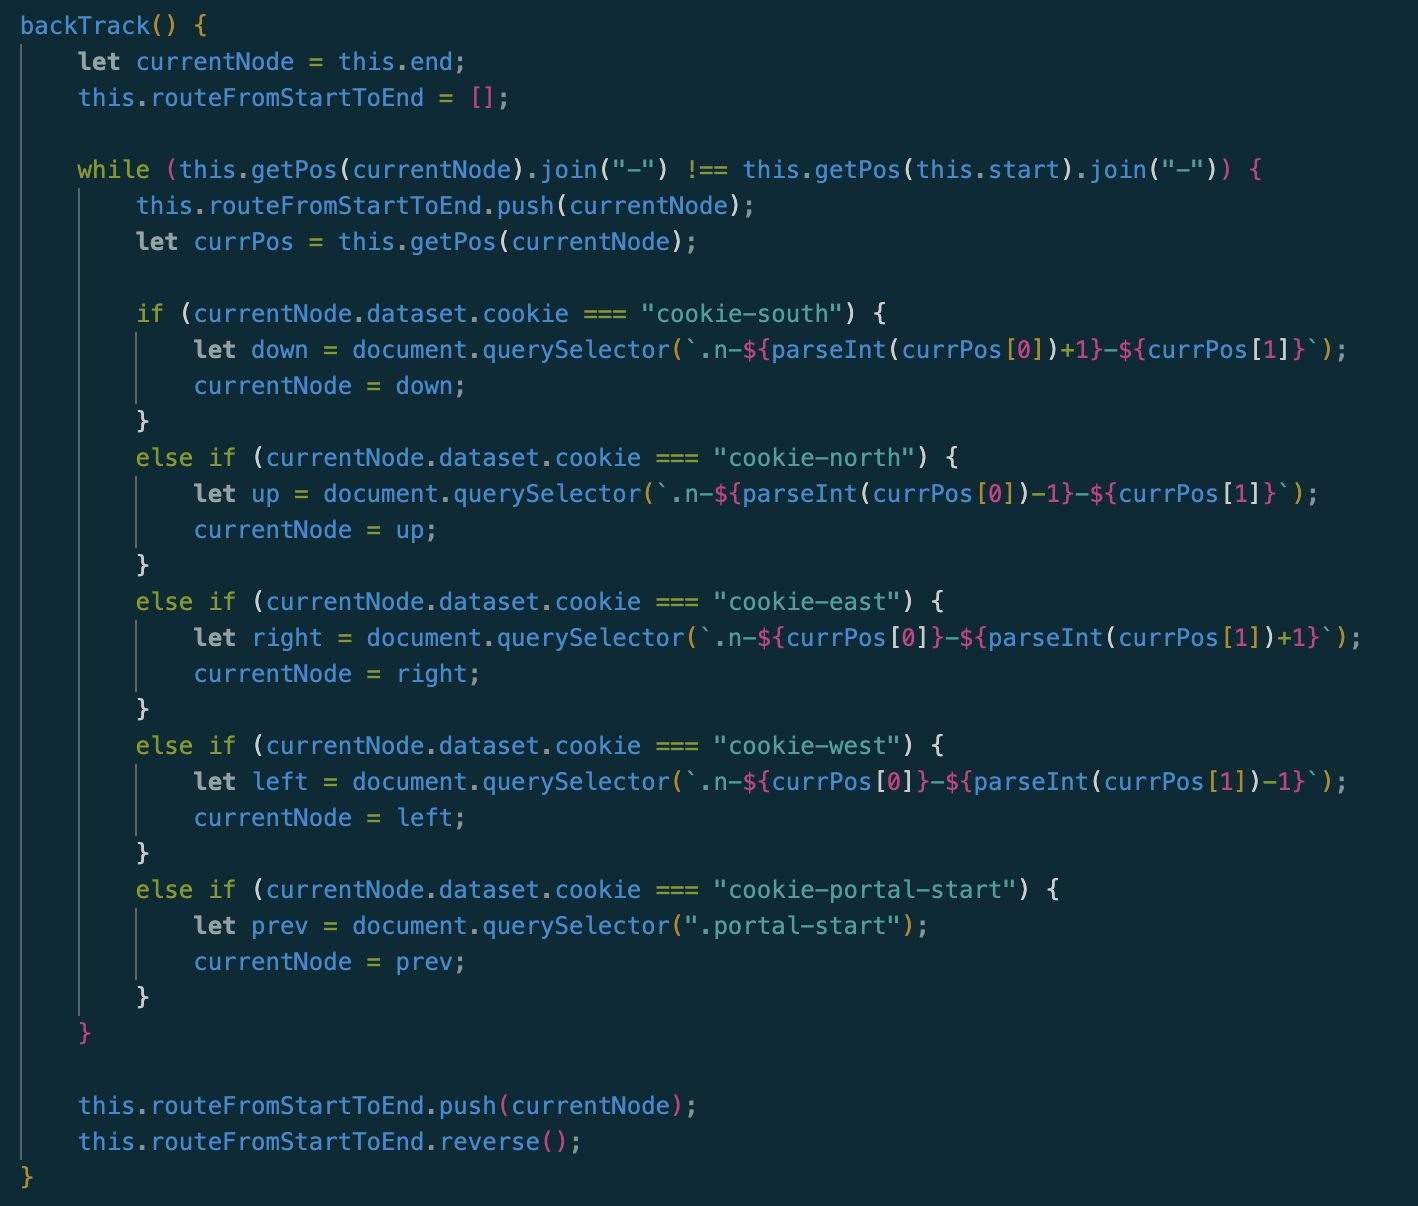 backTrack() {
    let currentNode = this.end;
    this.routeFromStartToEnd = [];

    while (this.getPos(currentNode).join("-") !== this.getPos(this.start).join("-")) {
        this.routeFromStartToEnd.push(currentNode);
        let currPos = this.getPos(currentNode);

        if (currentNode.dataset.cookie === "cookie-south") {
            let down = document.querySelector(`.n-${parseInt(currPos[0])+1}-${currPos[1]}`);
            currentNode = down;
        }
        else if (currentNode.dataset.cookie === "cookie-north") {
            let up = document.querySelector(`.n-${parseInt(currPos[0])-1}-${currPos[1]}`);
            currentNode = up;
        }
        else if (currentNode.dataset.cookie === "cookie-east") {
            let right = document.querySelector(`.n-${currPos[0]}-${parseInt(currPos[1])+1}`);
            currentNode = right;
        }
        else if (currentNode.dataset.cookie === "cookie-west") {
            let left = document.querySelector(`.n-${currPos[0]}-${parseInt(currPos[1])-1}`);
            currentNode = left;
        }
        else if (currentNode.dataset.cookie === "cookie-portal-start") {
            let prev = document.querySelector(".portal-start");
            currentNode = prev;
        }
    }

    this.routeFromStartToEnd.push(currentNode);
    this.routeFromStartToEnd.reverse();
}